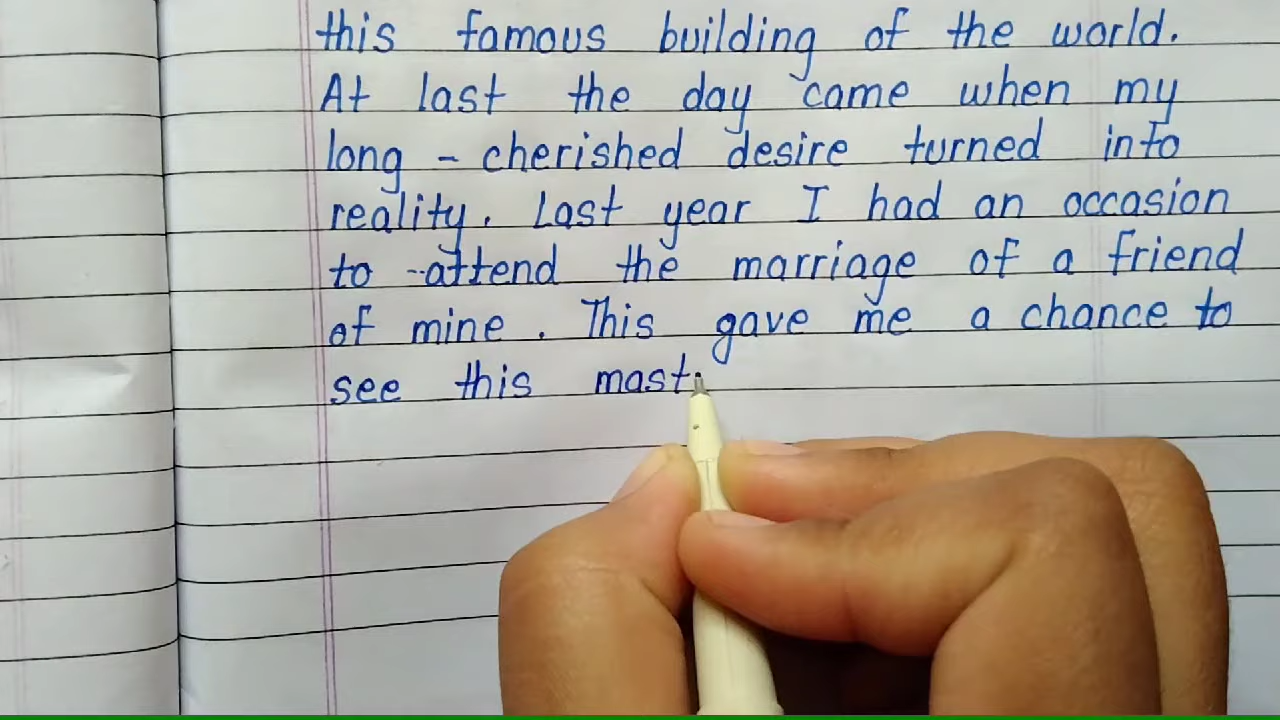 this famous building of the world.
At last the day came when my
long - cherished desire turned into
reality. Last year I had an occasion
to attend the marriage of a friend
of mine. This gave me a chance to
see this mast